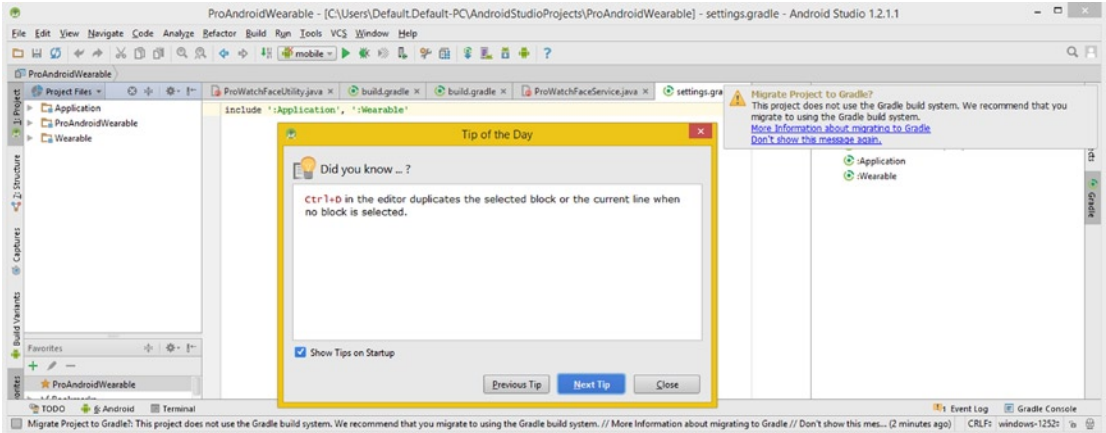 ProAndroidWearable - [C:\Users\Default.Default-PC\AndroidStudioProjects\ProAndroidWearable] - settings.gradle - Android Studio 1.2.1.1
File Edit View Navigate Code Analyze Refactor Build Run Tools VCS Window Help
mobile
ProAndroidWearable
1: Project
Project Files
ProWatchFaceUtility.java × build.gradle × build.gradle × ProWatchFaceService.java × settings.gra
Application
ProAndroidWearable
Wearable
include ':Application', ':Wearable'
Migrate Project to Gradle?
This project does not use the Gradle build system. We recommend that you
migrate to using the Gradle build system.
More Information about migrating to Gradle
Don't show this message again.
:Application
:Wearable
Gradle
2: Structure
Captures
Build Variants
Tip of the Day
Did you know ... ?
Ctrl+D in the editor duplicates the selected block or the current line when
no block is selected.
Show Tips on Startup
Previous Tip Next Tip Close
Favorites
ProAndroidWearable
TODO 6: Android Terminal
1 Event Log Gradle Console
Migrate Project to Gradle?: This project does not use the Gradle build system. We recommend that you migrate to using the Gradle build system. // More Information about migrating to Gradle // Don't show this mes... (2 minutes ago) CRLF: windows-1252: